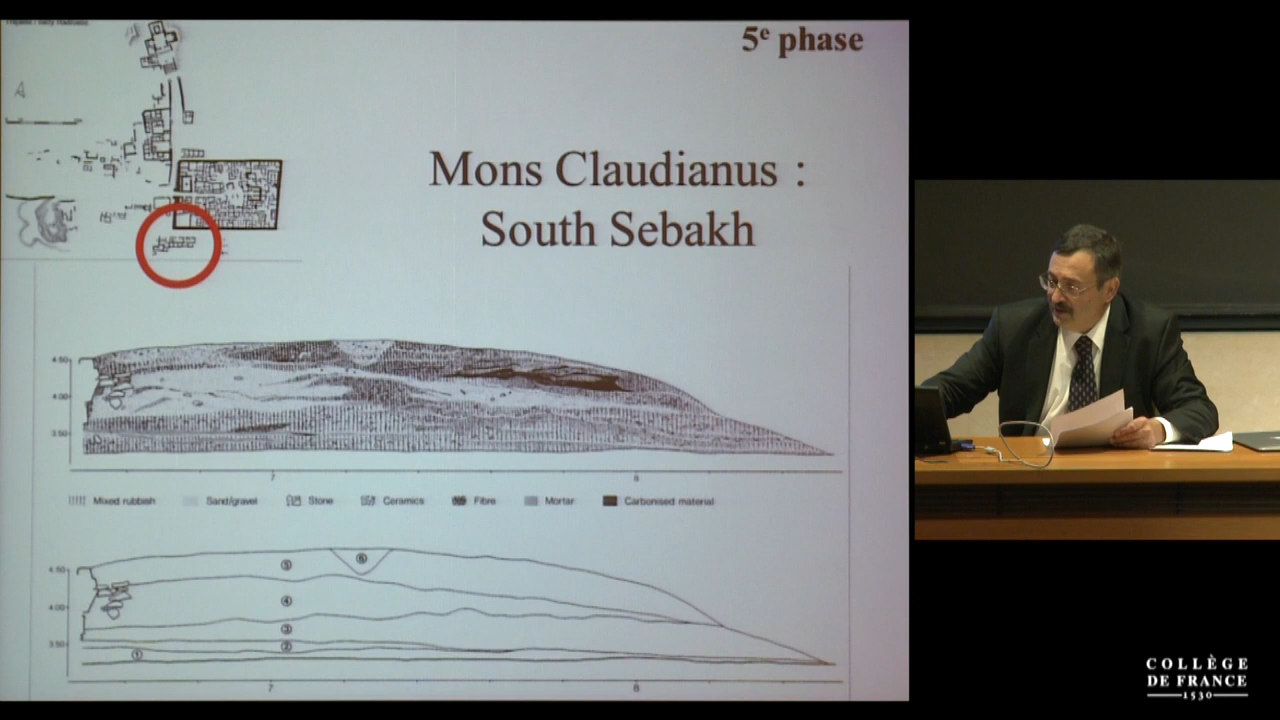 5e phase
Mons Claudianus :
South Sebakh
4.50
4.00
3.50
7
8
Mixed rubbish
Sand/gravel
Stone
Ceramics
Fibre
Mortar
Carbonised material
4.50
4.00
3.50
⑤
⑥
④
③
②
①
7
8
COLLÈGE
DE FRANCE
1530